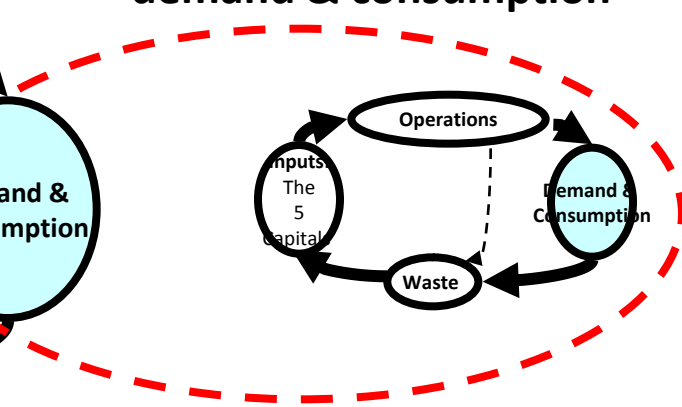 demand & consumption
Operations
Inputs:
The
5
Capitals
Demand &
Consumption
and &
mption
Waste